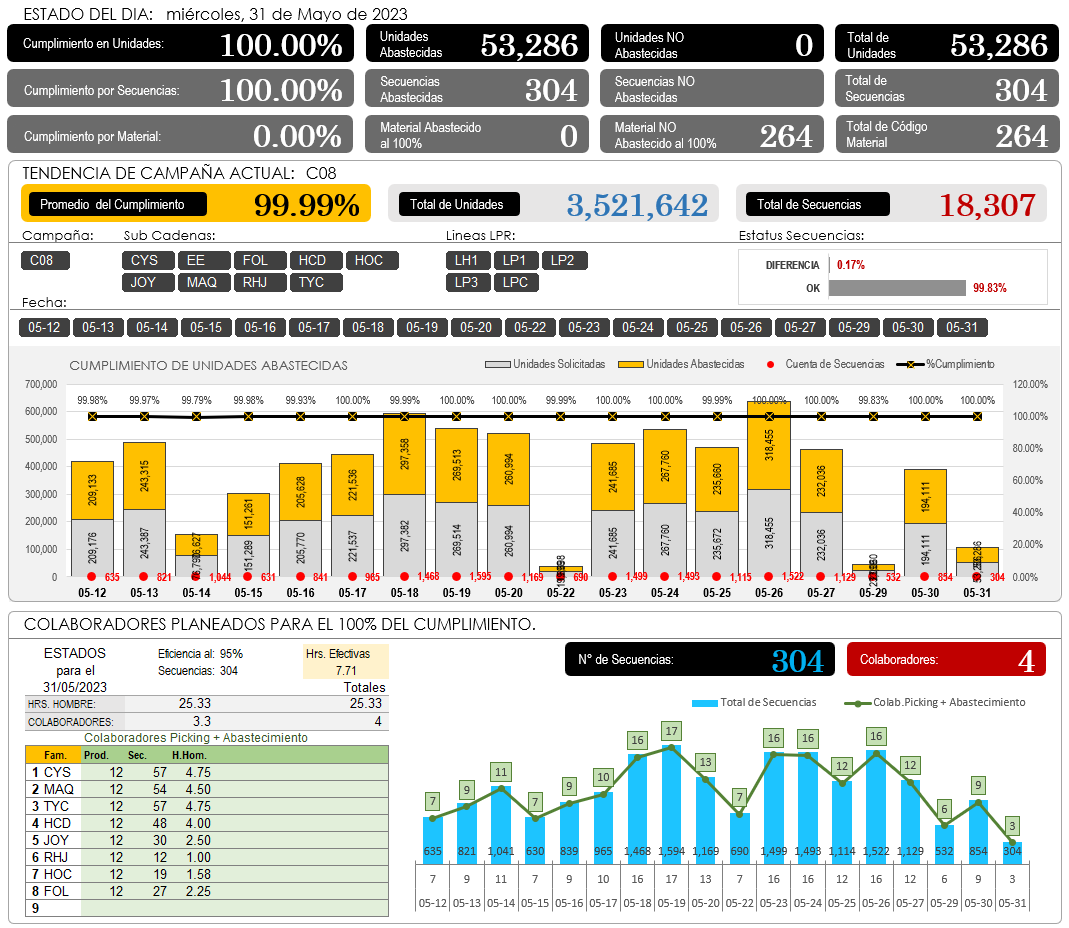 ESTADO DEL DIA: miércoles, 31 de Mayo de 2023
Cumplimiento en Unidades: 100.00%
Unidades Abastecidas 53,286
Unidades NO Abastecidas 0
Total de Unidades 53,286
Cumplimiento por Secuencias: 100.00%
Secuencias Abastecidas 304
Secuencias NO Abastecidas
Total de Secuencias 304
Cumplimiento por Material: 0.00%
Material Abastecido al 100% 0
Material NO Abastecido al 100% 264
Total de Código Material 264
TENDENCIA DE CAMPAÑA ACTUAL: C08
Promedio del Cumplimiento 99.99%
Total de Unidades 3,521,642
Total de Secuencias 18,307
Campaña: Sub Cadenas: Lineas LPR: Estatus Secuencias:
C08 CYS EE FOL HCD HOC LH1 LP1 LP2
JOY MAQ RHJ TYC LP3 LPC
DIFERENCIA 0.17%
OK 99.83%
Fecha:
05-12 05-13 05-14 05-15 05-16 05-17 05-18 05-19 05-20 05-22 05-23 05-24 05-25 05-26 05-27 05-29 05-30 05-31
CUMPLIMIENTO DE UNIDADES ABASTECIDAS
Unidades Solicitadas Unidades Abastecidas Cuenta de Secuencias %Cumplimiento
700,000 600,000 500,000 400,000 300,000 200,000 100,000 0
120.00% 100.00% 80.00% 60.00% 40.00% 20.00% 0.00%
99.98% 99.97% 99.79% 99.98% 99.93% 100.00% 99.99% 100.00% 100.00% 99.99% 100.00% 100.00% 99.99% 100.00% 100.00% 99.83% 100.00% 100.00%
209,133 243,315 151,261 205,628 221,536 297,358 269,513 260,994 241,685 267,760 235,660 318,455 232,036 194,111
209,176 243,387 151,289 205,770 221,537 297,382 269,514 260,994 241,685 267,760 235,672 318,455 232,036 194,111
635 821 1,044 631 841 965 1,468 1,595 1,169 690 1,499 1,493 1,115 1,522 1,129 532 854 304
05-12 05-13 05-14 05-15 05-16 05-17 05-18 05-19 05-20 05-22 05-23 05-24 05-25 05-26 05-27 05-29 05-30 05-31
COLABORADORES PLANEADOS PARA EL 100% DEL CUMPLIMIENTO.
ESTADOS para el 31/05/2023
Eficiencia al: 95%
Secuencias: 304
Hrs. Efectivas
7.71
Totales
HRS. HOMBRE: 25.33 25.33
COLABORADORES: 3.3 4
Colaboradores Picking + Abastecimiento
Fam. Prod. Sec. H.Hom.
1 CYS 12 57 4.75
2 MAQ 12 54 4.50
3 TYC 12 57 4.75
4 HCD 12 48 4.00
5 JOY 12 30 2.50
6 RHJ 12 12 1.00
7 HOC 12 19 1.58
8 FOL 12 27 2.25
9
N° de Secuencias: 304
Colaboradores: 4
Total de Secuencias Colab.Picking + Abastecimiento
7 9 11 7 9 10 16 17 13 7 16 16 12 16 12 6 9 3
635 821 1,041 630 839 965 1,468 1,594 1,169 690 1,499 1,493 1,114 1,522 1,129 532 854 304
7 9 11 7 9 10 16 17 13 7 16 16 12 16 12 6 9 3
05-12 05-13 05-14 05-15 05-16 05-17 05-18 05-19 05-20 05-22 05-23 05-24 05-25 05-26 05-27 05-29 05-30 05-31